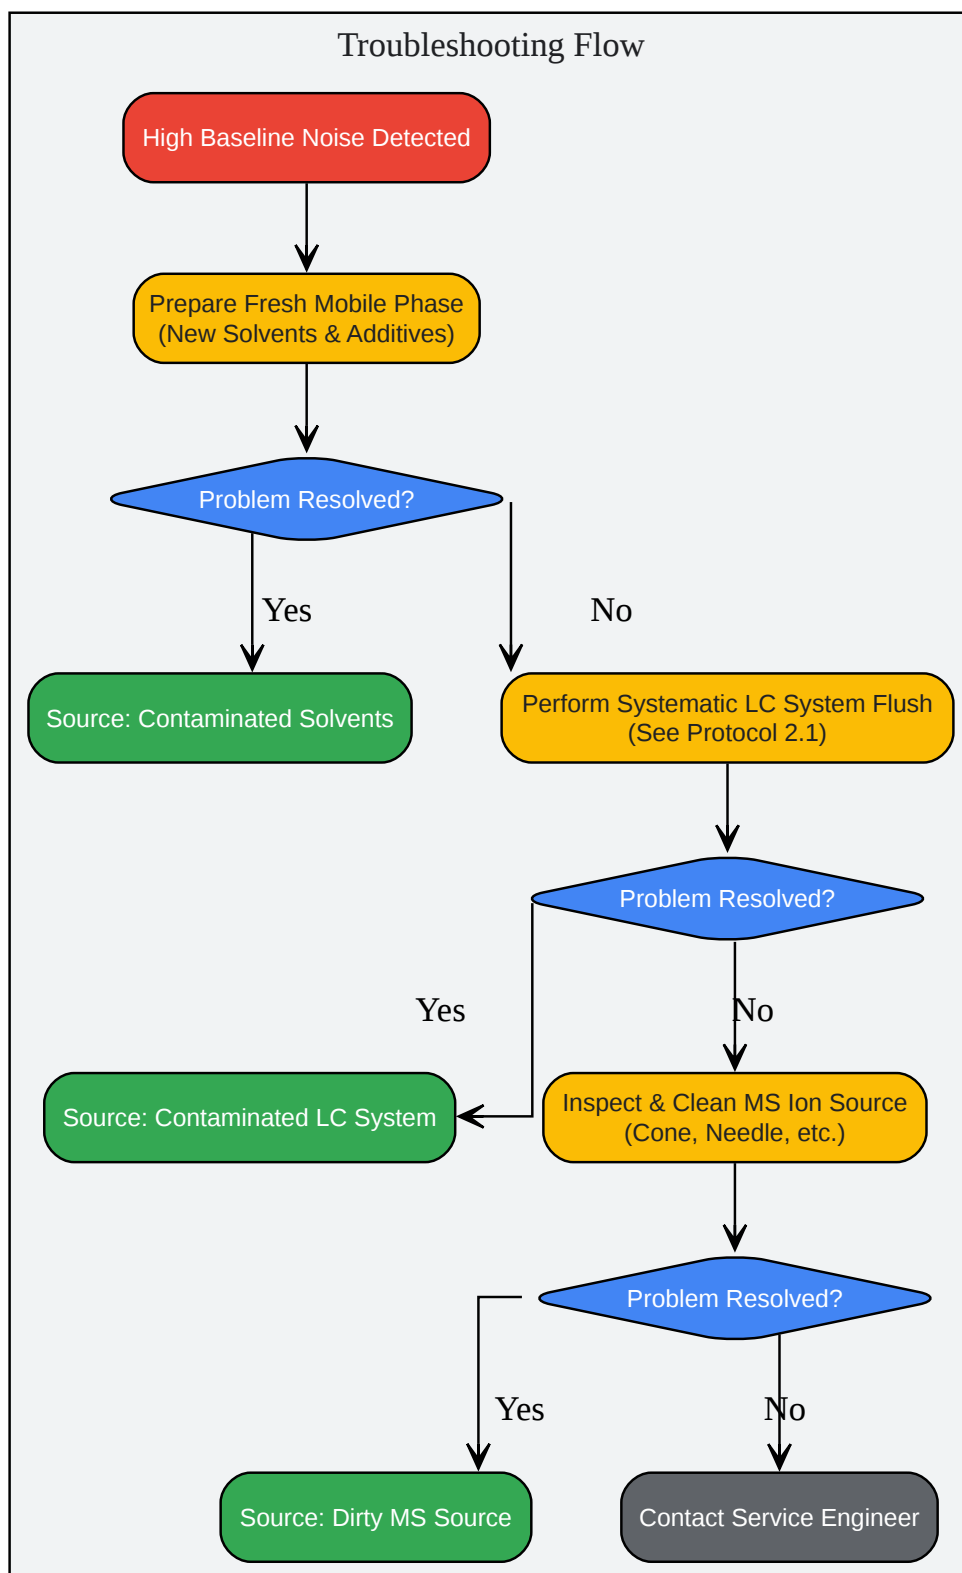 Troubleshooting Flow
High Baseline Noise Detected
Prepare Fresh Mobile Phase
(New Solvents & Additives)
Problem Resolved?
Yes
No
Source: Contaminated Solvents
Perform Systematic LC System Flush
(See Protocol 2.1)
Problem Resolved?
Yes
No
Source: Contaminated LC System
Inspect & Clean MS Ion Source
(Cone, Needle, etc.)
Problem Resolved?
Yes
No
Source: Dirty MS Source
Contact Service Engineer